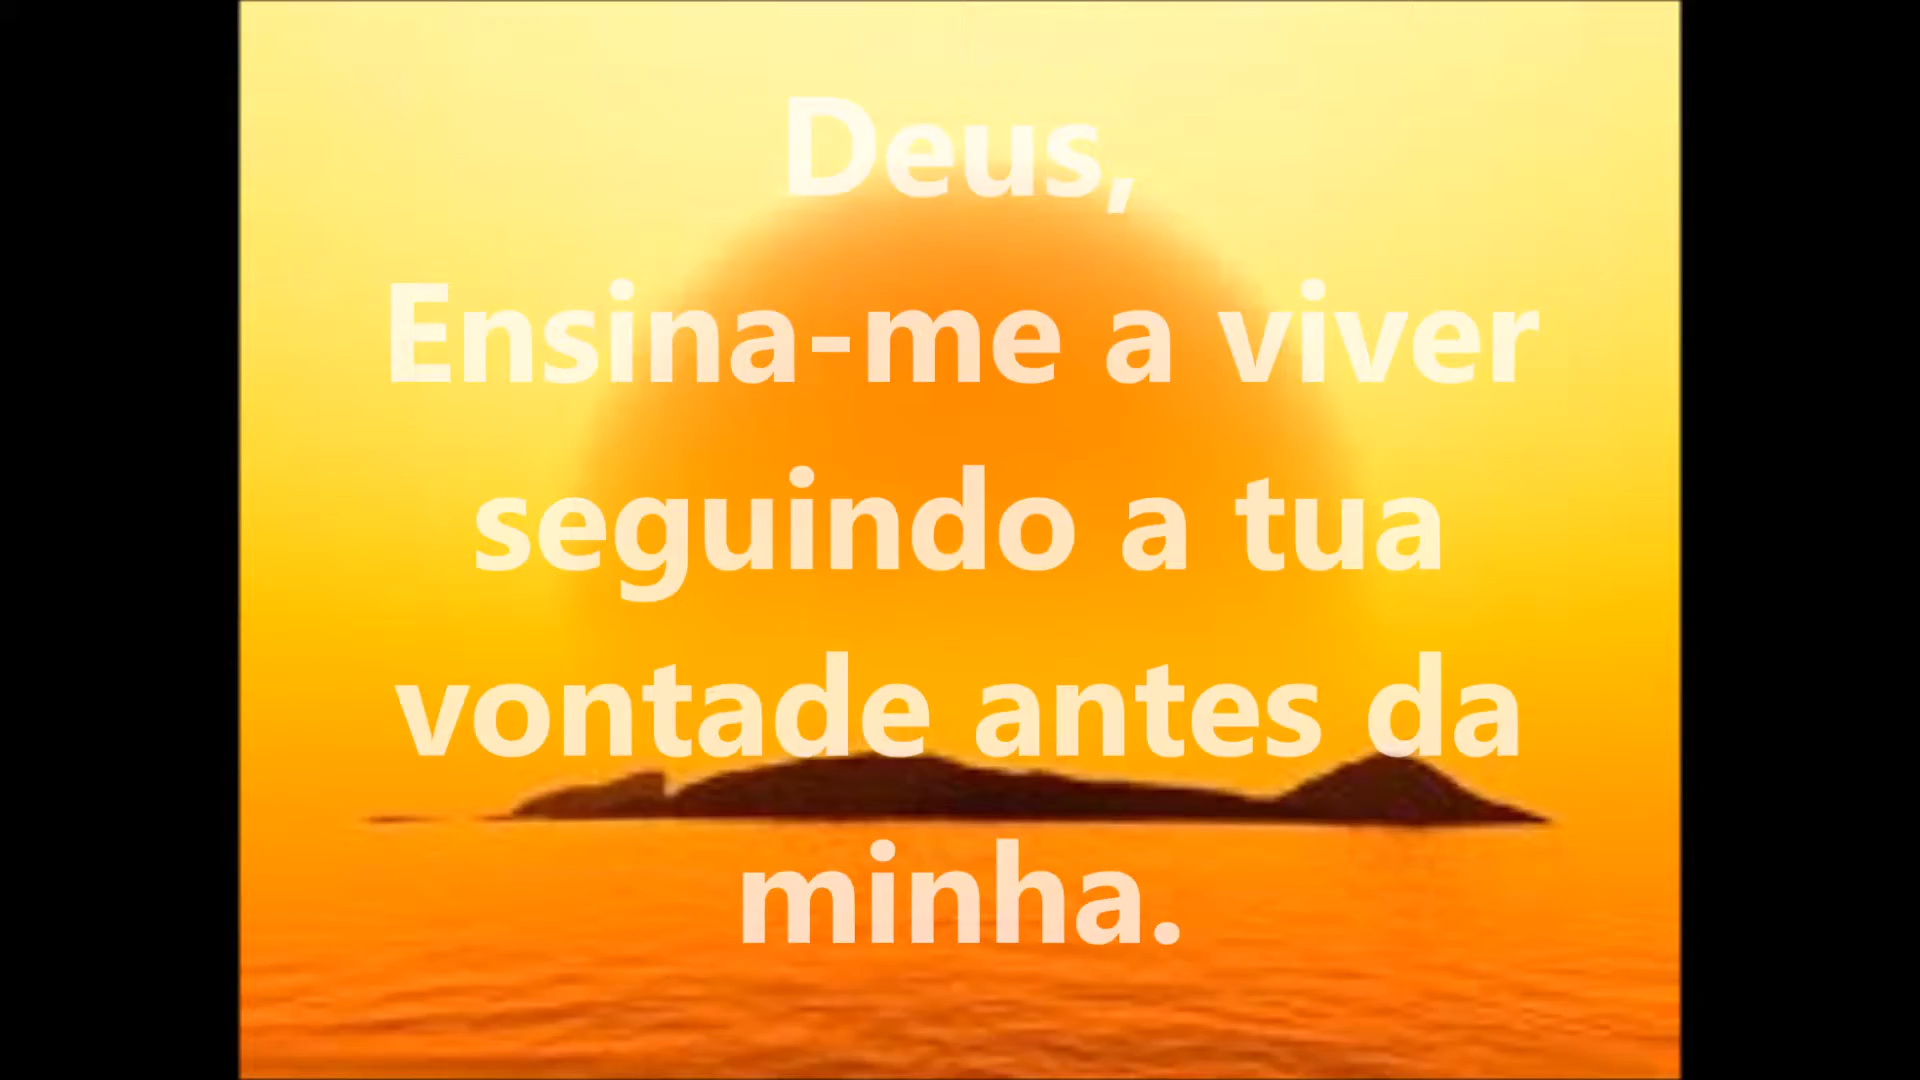 Deus,
Ensina-me a viver
seguindo a tua
vontade antes da
minha.